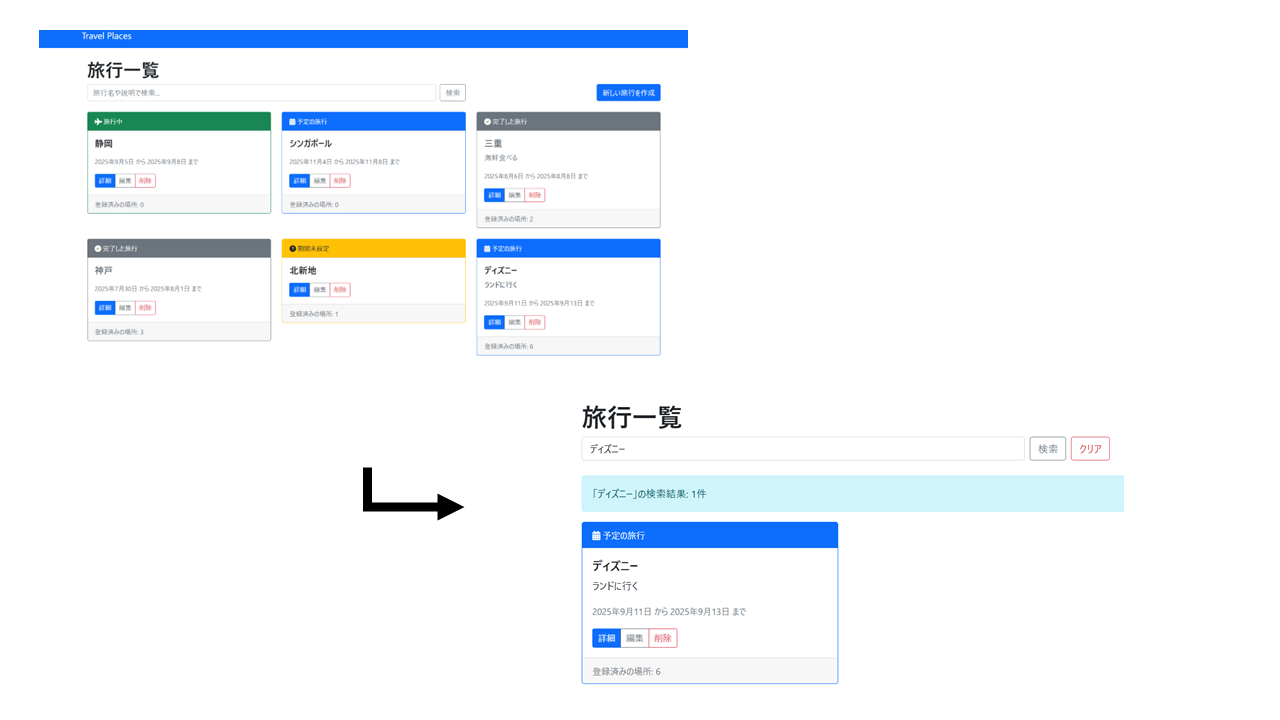 Travel Places
旅行一覧
旅行名や説明で検索...
検索
新しい旅行を作成
旅行中
静岡
2025年9月5日 から 2025年9月8日 まで
詳細 編集 削除
登録済みの場所: 0
予定の旅行
シンガポール
2025年11月4日 から 2025年11月8日 まで
詳細 編集 削除
登録済みの場所: 0
完了した旅行
三重
海鮮食べる
2025年8月6日 から 2025年8月8日 まで
詳細 編集 削除
登録済みの場所: 2
完了した旅行
神戸
2025年7月30日 から 2025年8月1日 まで
詳細 編集 削除
登録済みの場所: 3
期間未設定
北新地
詳細 編集 削除
登録済みの場所: 1
予定の旅行
ディズニー
ランドに行く
2025年9月11日 から 2025年9月13日 まで
詳細 編集 削除
登録済みの場所: 6
旅行一覧
ディズニー
検索
クリア
「ディズニー」の検索結果: 1件
予定の旅行
ディズニー
ランドに行く
2025年9月11日 から 2025年9月13日 まで
詳細 編集 削除
登録済みの場所: 6